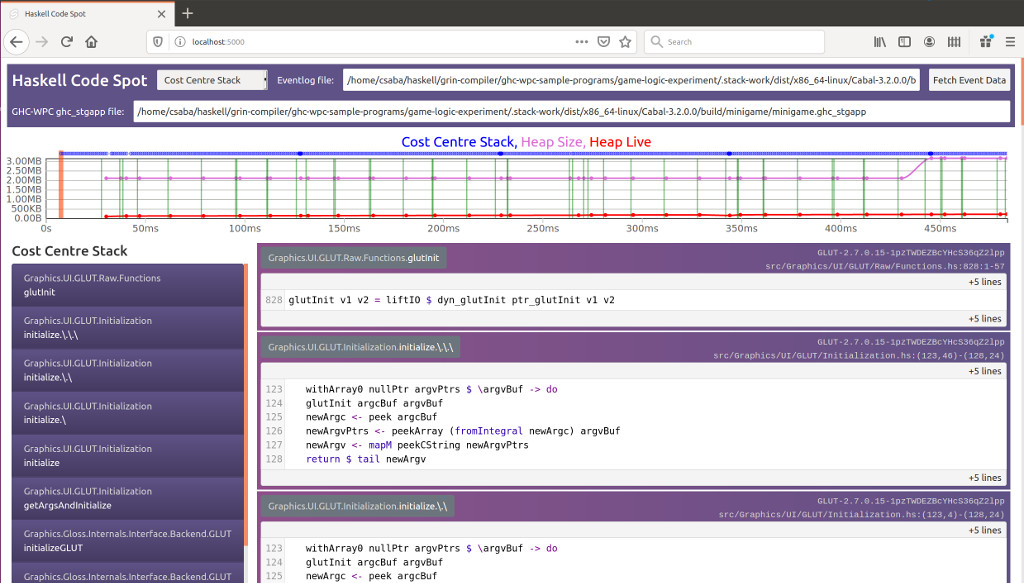 Haskell Code Spot
localhost:5000
Search
Haskell Code Spot
Cost Centre Stack
Eventlog file:
/home/csaba/haskell/grin-compiler/ghc-wpc-sample-programs/game-logic-experiment/.stack-work/dist/x86_64-linux/Cabal-3.2.0.0/b
Fetch Event Data
GHC-WPC ghc_stgapp file:
/home/csaba/haskell/grin-compiler/ghc-wpc-sample-programs/game-logic-experiment/.stack-work/dist/x86_64-linux/Cabal-3.2.0.0/build/minigame/minigame.ghc_stgapp
Cost Centre Stack, Heap Size, Heap Live
3.00MB
2.50MB
2.00MB
1.50MB
1.00MB
500KB
0.00B
0s 50ms 100ms 150ms 200ms 250ms 300ms 350ms 400ms 450ms
Cost Centre Stack
Graphics.UI.GLUT.Raw.Functions
glutInit
Graphics.UI.GLUT.Initialization
initialize.\.\.\
Graphics.UI.GLUT.Initialization
initialize.\.\
Graphics.UI.GLUT.Initialization
initialize.\
Graphics.UI.GLUT.Initialization
initialize
Graphics.UI.GLUT.Initialization
getArgsAndInitialize
Graphics.Gloss.Internals.Interface.Backend.GLUT
initializeGLUT
Graphics.Gloss.Internals.Interface.Backend.GLUT
Graphics.UI.GLUT.Raw.Functions.glutInit
GLUT-2.7.0.15-1pzTWDEZBcYHcS36qZ2lpp
src/Graphics/UI/GLUT/Raw/Functions.hs:828:1-57
+5 lines
828 glutInit v1 v2 = liftIO $ dyn_glutInit ptr_glutInit v1 v2
+5 lines
Graphics.UI.GLUT.Initialization.initialize.\.\.\
GLUT-2.7.0.15-1pzTWDEZBcYHcS36qZ2lpp
src/Graphics/UI/GLUT/Initialization.hs:(123,46)-(128,24)
+5 lines
123 withArray0 nullPtr argvPtrs $ \argvBuf -> do
124 glutInit argcBuf argvBuf
125 newArgc <- peek argcBuf
126 newArgvPtrs <- peekArray (fromIntegral newArgc) argvBuf
127 newArgv <- mapM peekCString newArgvPtrs
128 return $ tail newArgv
+5 lines
Graphics.UI.GLUT.Initialization.initialize.\.\
GLUT-2.7.0.15-1pzTWDEZBcYHcS36qZ2lpp
src/Graphics/UI/GLUT/Initialization.hs:(123,4)-(128,24)
+5 lines
123 withArray0 nullPtr argvPtrs $ \argvBuf -> do
124 glutInit argcBuf argvBuf
125 newArgc <- peek argcBuf